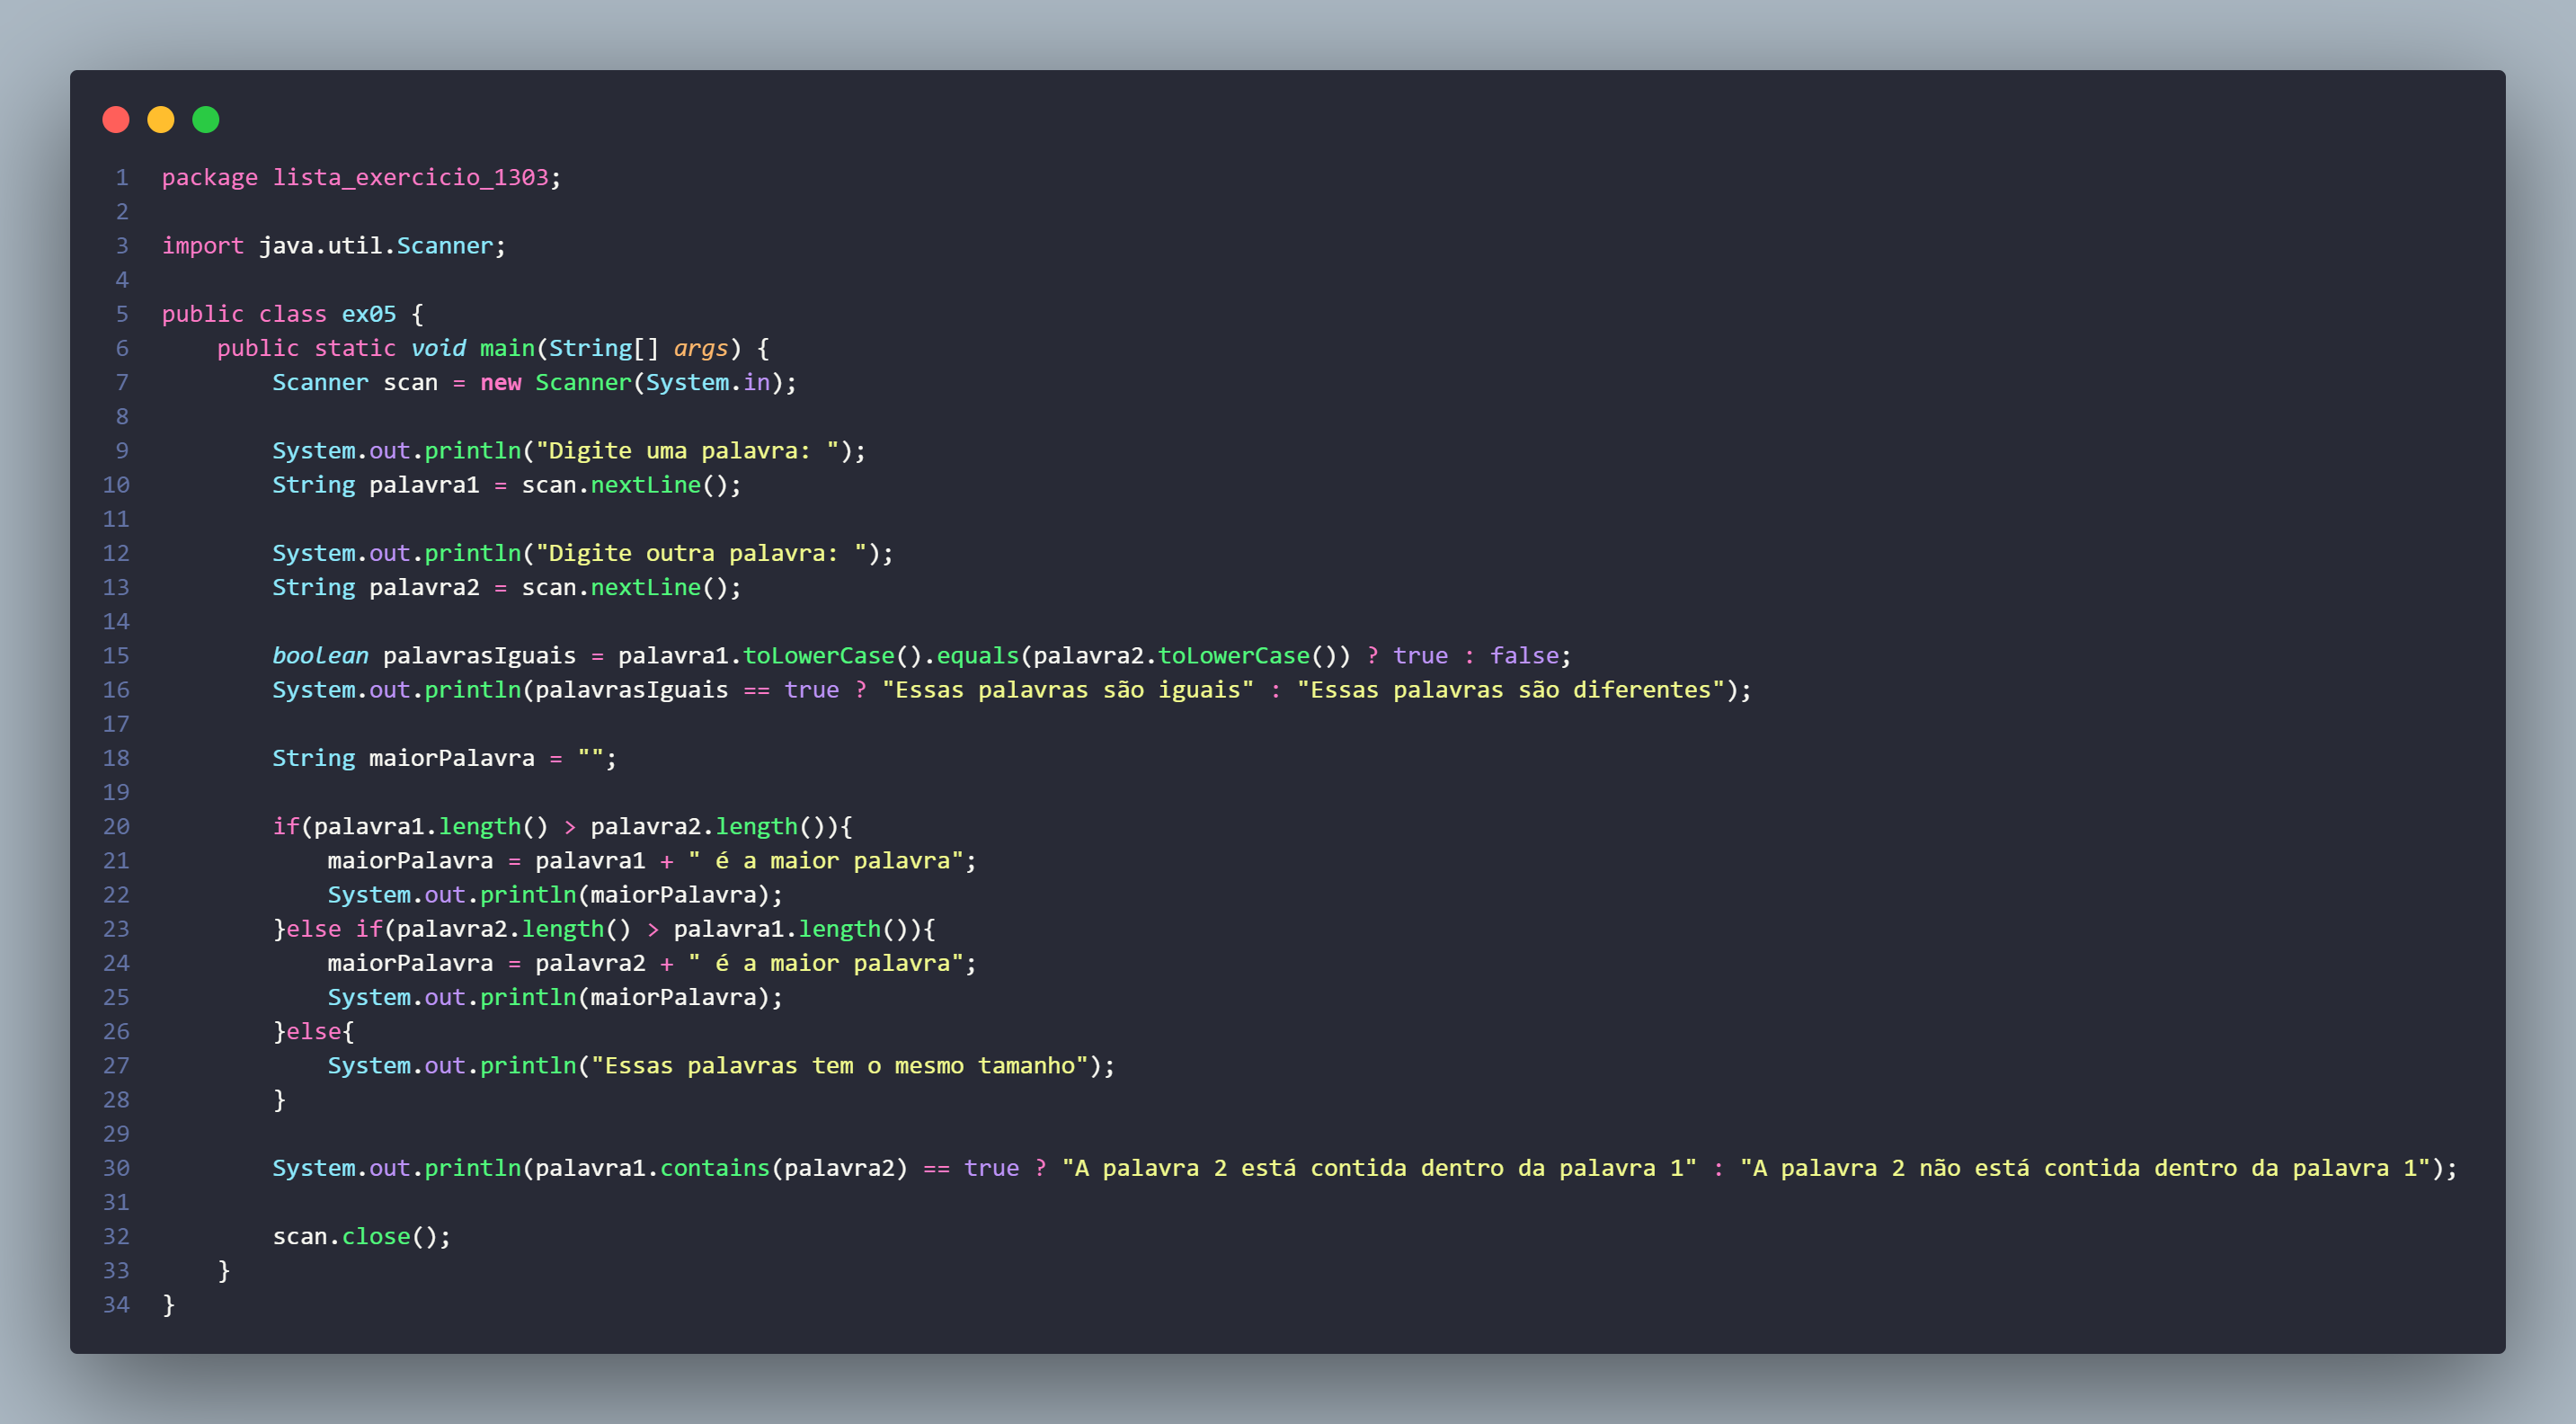 1 package lista_exercicio_1303;
2
3 import java.util.Scanner;
4
5 public class ex05 {
6     public static void main(String[] args) {
7         Scanner scan = new Scanner(System.in);
8
9         System.out.println("Digite uma palavra: ");
10         String palavra1 = scan.nextLine();
11
12         System.out.println("Digite outra palavra: ");
13         String palavra2 = scan.nextLine();
14
15         boolean palavrasIguais = palavra1.toLowerCase().equals(palavra2.toLowerCase()) ? true : false;
16         System.out.println(palavrasIguais == true ? "Essas palavras são iguais" : "Essas palavras são diferentes");
17
18         String maiorPalavra = "";
19
20         if(palavra1.length() > palavra2.length()){
21             maiorPalavra = palavra1 + " é a maior palavra";
22             System.out.println(maiorPalavra);
23         }else if(palavra2.length() > palavra1.length()){
24             maiorPalavra = palavra2 + " é a maior palavra";
25             System.out.println(maiorPalavra);
26         }else{
27             System.out.println("Essas palavras tem o mesmo tamanho");
28         }
29
30         System.out.println(palavra1.contains(palavra2) == true ? "A palavra 2 está contida dentro da palavra 1" : "A palavra 2 não está contida dentro da palavra 1");
31
32         scan.close();
33     }
34 }